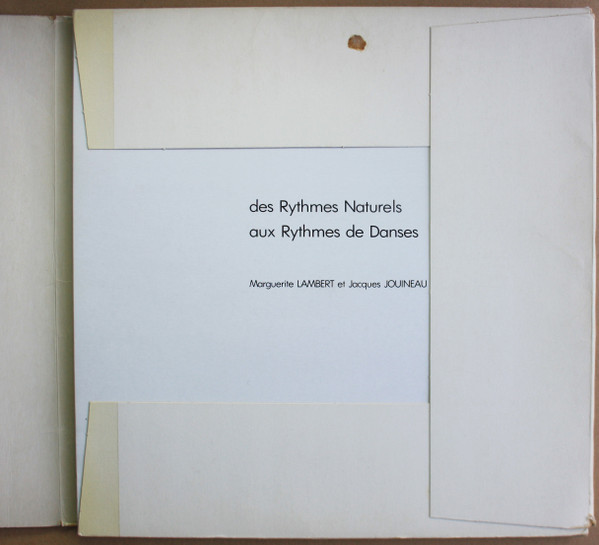 des Rythmes Naturels
aux Rythmes de Danses
Marguerite LAMBERT et Jacques JOUINEAU